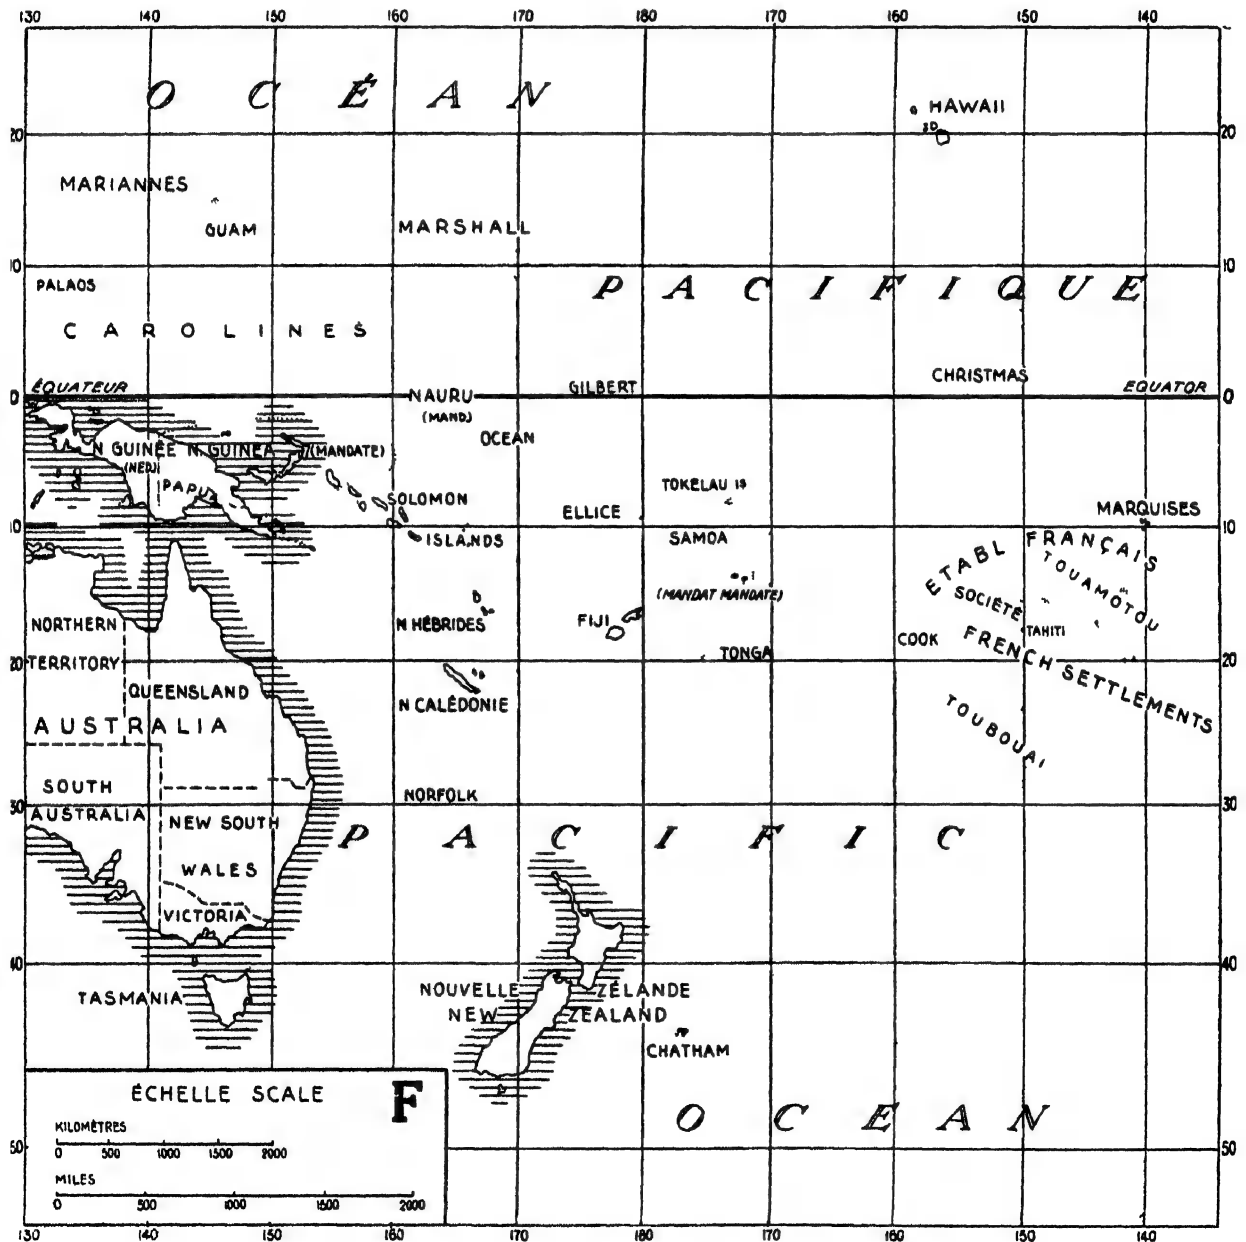 130 140 150 160 170 180 170 160 150 140
OCÉAN
HAWAII
20 20
MARIANNES
GUAM
MARSHALL
10 10
PALAOS
PACIFIQUE
CAROLINES
ÉQUATEUR
NAURU
(MAND)
GILBERT
CHRISTMAS
EQUATOR
0 0
OCEAN
N GUINÉE N. GUINEA (MANDATE)
(NED)
PAPUA
SOLOMON
ISLANDS
TOKELAU IS
ELLICE
SAMOA
(MANDAT MANDATE)
MARQUISES
10 10
ETABL FRANÇAIS
TOUAMOTOU
SOCIÉTÉ
TAHITI
NORTHERN
TERRITORY
N HÉBRIDES
FIJI
COOK
TONGA
FRENCH SETTLEMENTS
20 20
QUEENSLAND
AUSTRALIA
N CALÉDONIE
TOUBOUAI
SOUTH
AUSTRALIA
NORFOLK
30 30
NEW SOUTH
WALES
PACIFIC
VICTORIA
40 40
TASMANIA
NOUVELLE ZÉLANDE
NEW ZEALAND
CHATHAM
ÉCHELLE SCALE
F
OCEAN
KILOMÈTRES
0 500 1000 1500 2000
50 50
MILES
0 500 1000 1500 2000
130 140 150 160 170 180 170 160 150 140